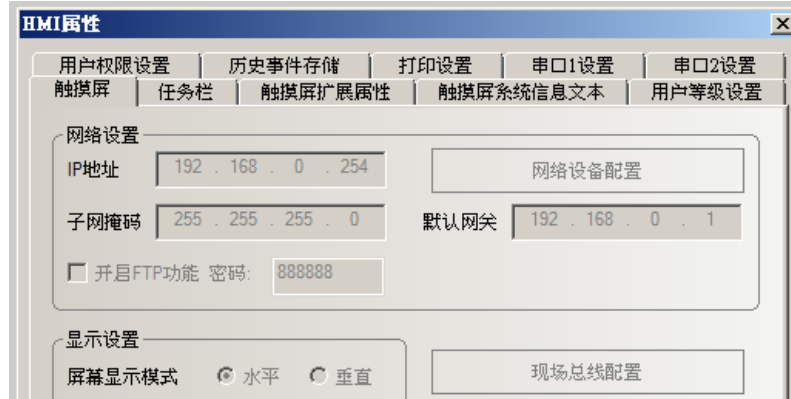 HMI属性
用户权限设置 历史事件存储 打印设置 串口1设置 串口2设置
触摸屏 任务栏 触摸屏扩展属性 触摸屏系统信息文本 用户等级设置
网络设置
IP地址 192 . 168 . 0 . 254 网络设备配置
子网掩码 255 . 255 . 255 . 0 默认网关 192 . 168 . 0 . 1
开启FTP功能 密码: 888888
显示设置
屏幕显示模式 水平 垂直 现场总线配置